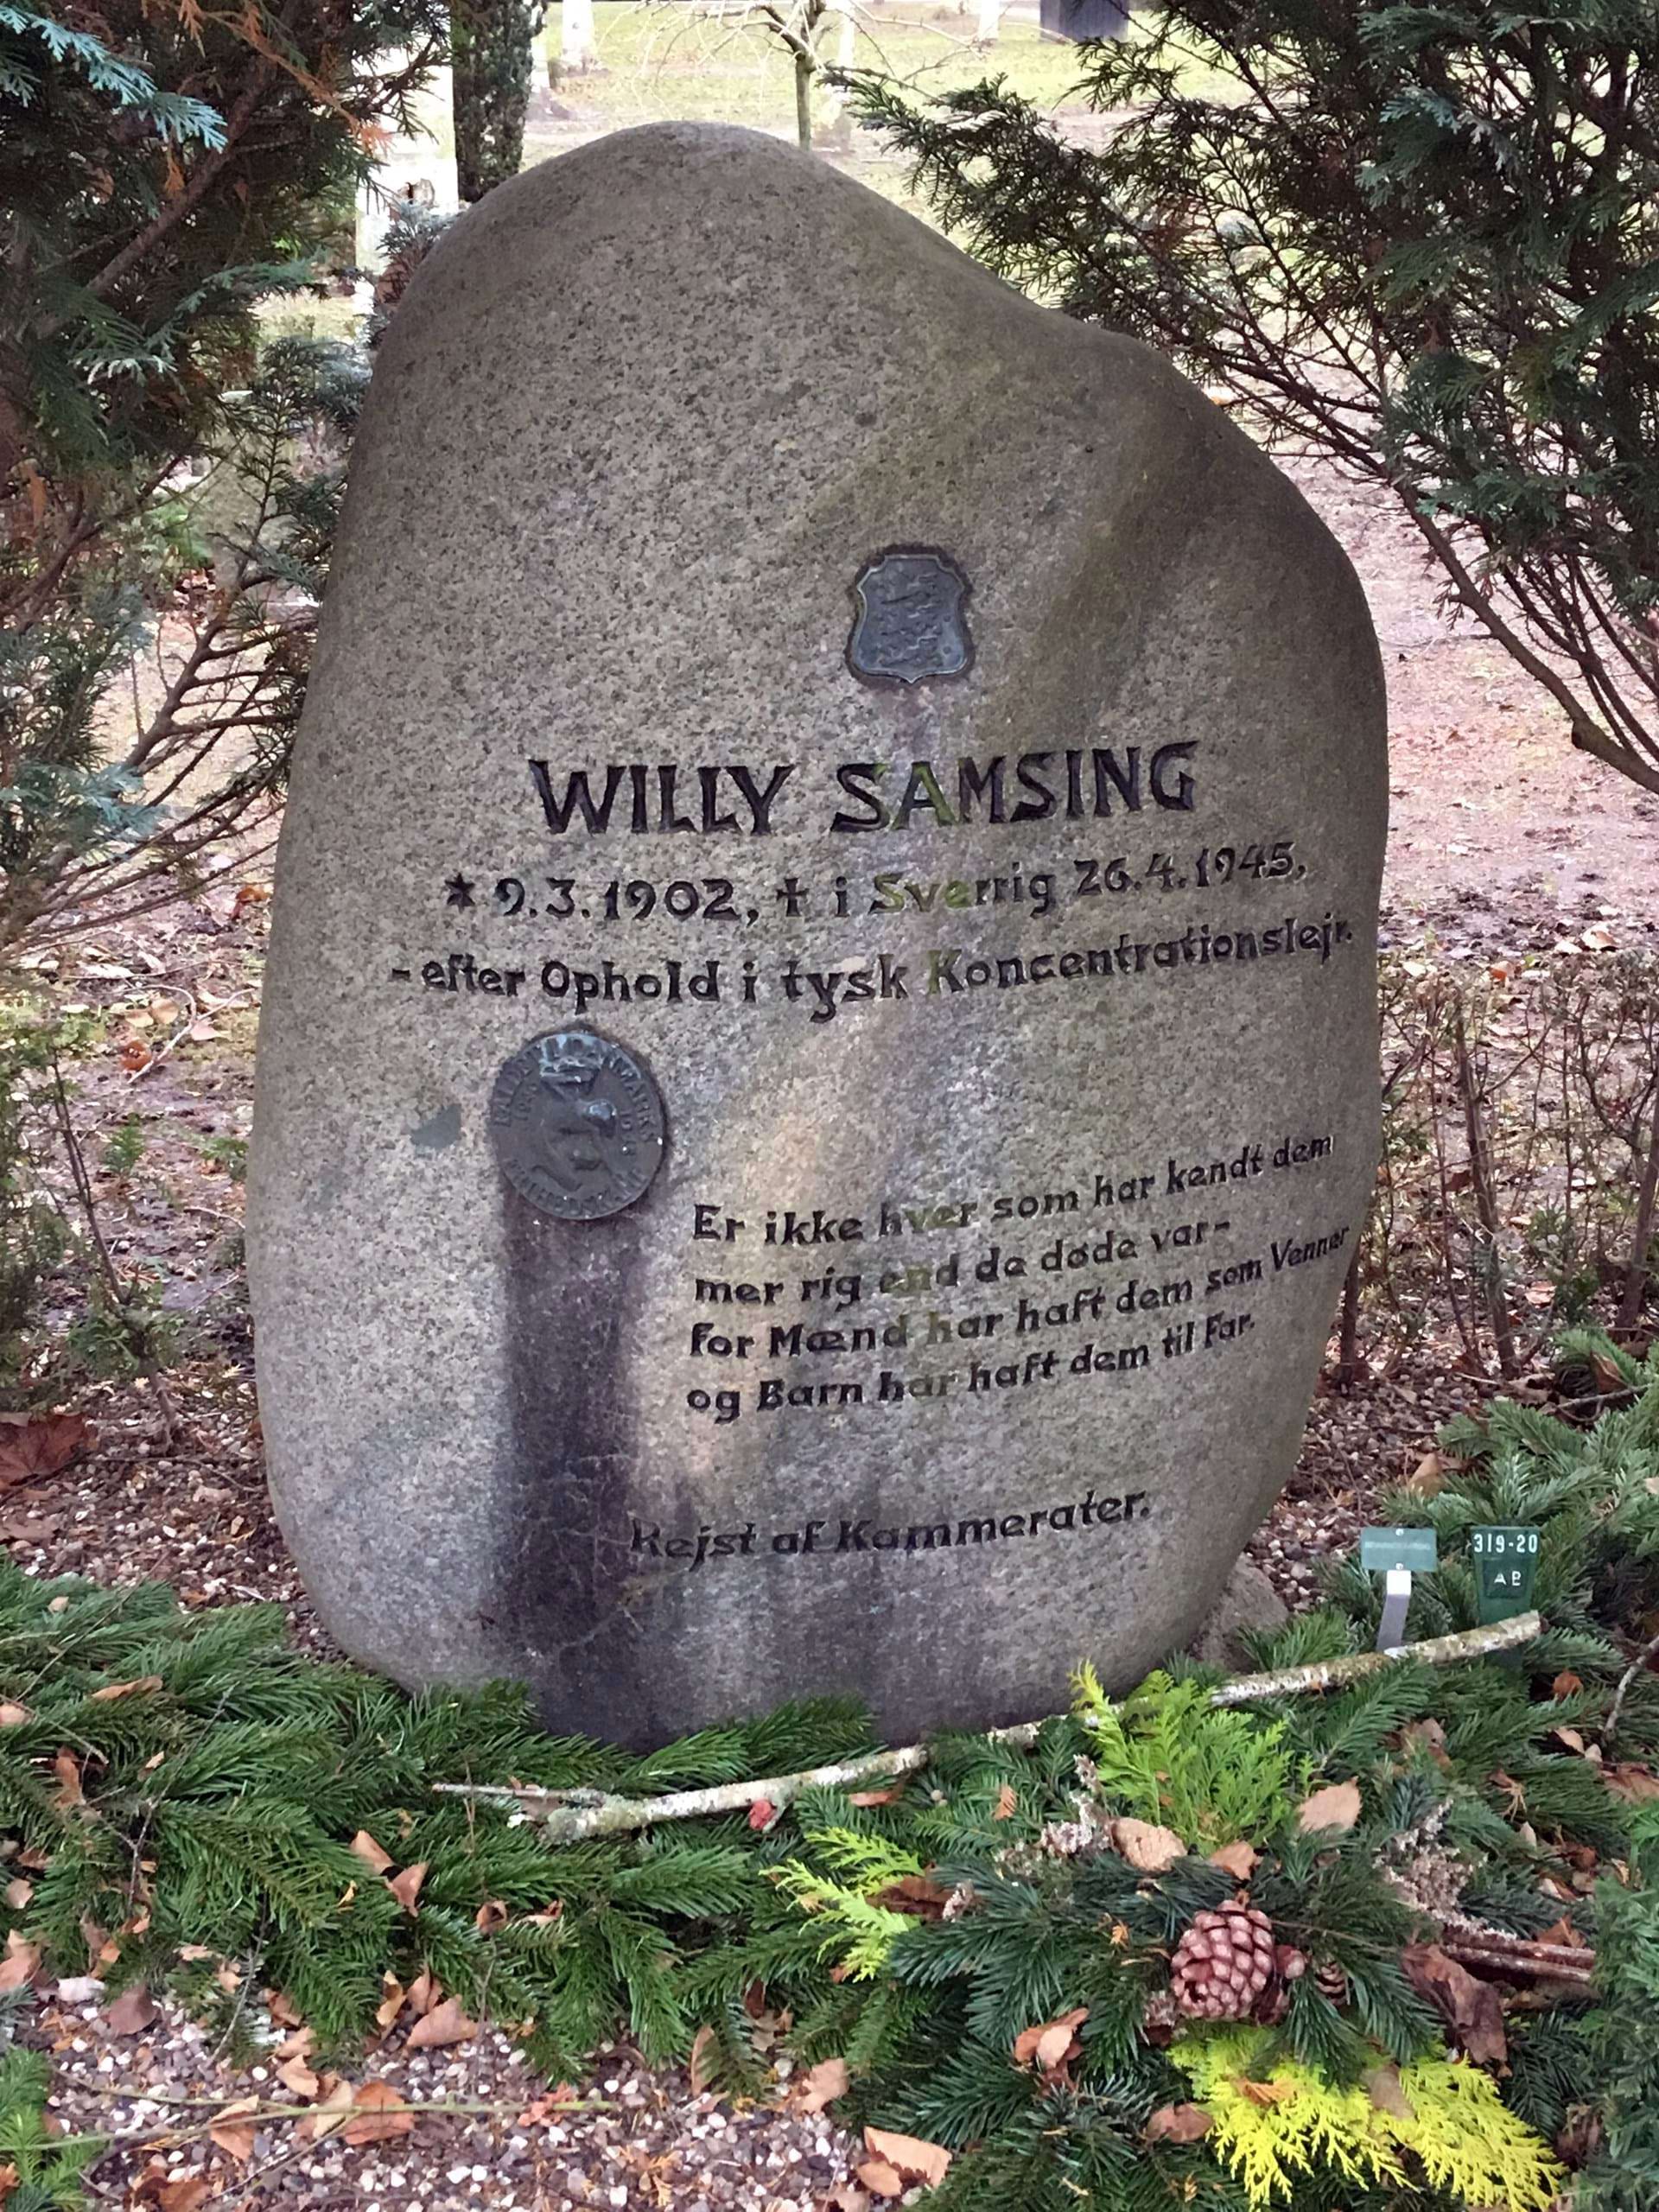 WILLY SAMSING
* 9.3.1902, † i Sverrig 26.4.1945,
- efter Ophold i tysk Koncentrationslejr.
Er ikke hver som har kendt dem
mer rig end de døde var-
for Mænd har haft dem som Venner
og Børn har haft dem til Far.
Rejst af Kammerater.
319-20
AB